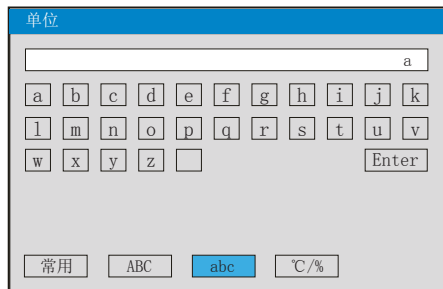 单位
a
a b c d e f g h i j k
l m n o p q r s t u v
w x y z Enter
常用 ABC abc ℃/%